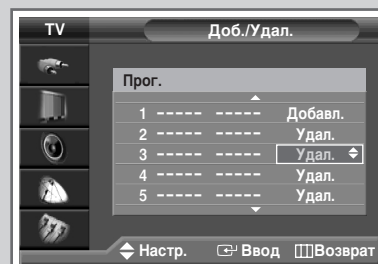 TV
Доб./Удал.
Прог.
1 ----- ----- Добавл.
2 ----- ----- Удал.
3 ----- ----- Удал.
4 ----- ----- Удал.
5 ----- ----- Удал.
Настр. Ввод Возврат